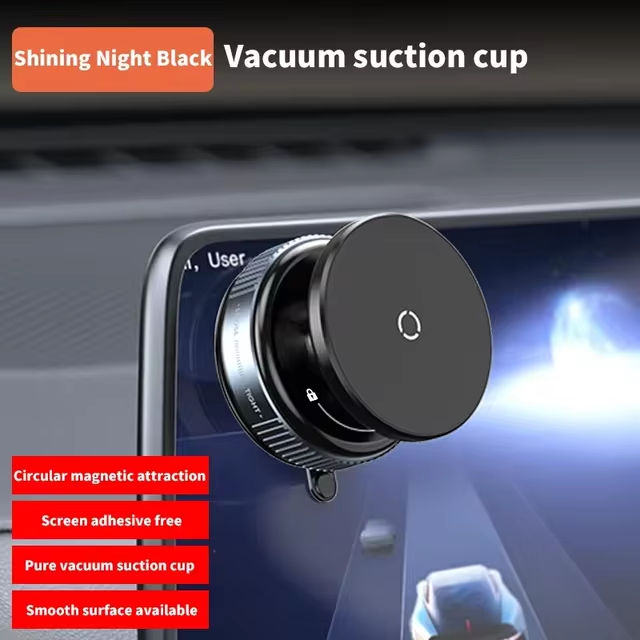 Shining Night Black
Vacuum suction cup
User
TIGHT
Circular magnetic attraction
Screen adhesive free
Pure vacuum suction cup
Smooth surface available